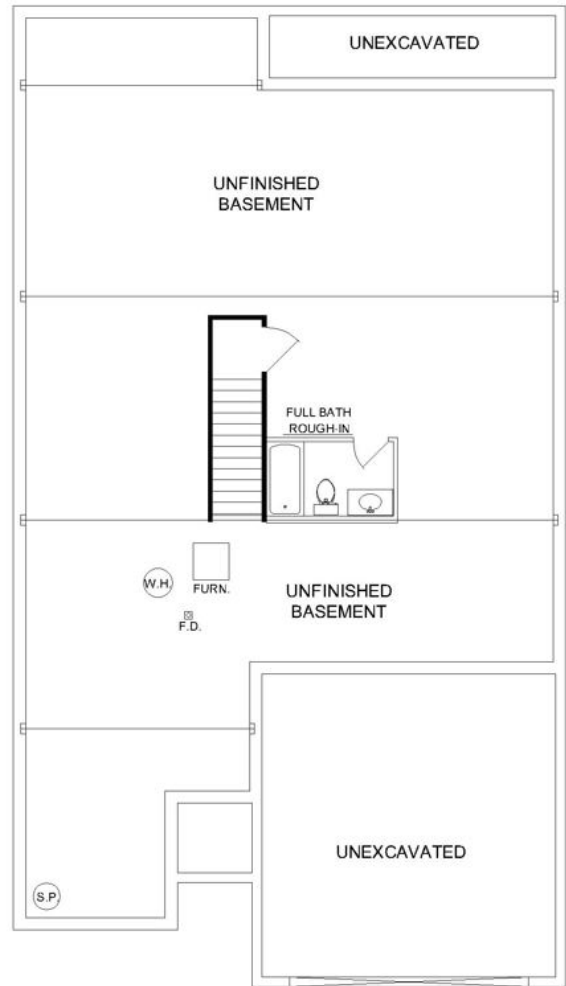 UNEXCAVATED
UNFINISHED
BASEMENT
FULL BATH
ROUGH-IN
W.H.
FURN.
F.D.
UNFINISHED
BASEMENT
UNEXCAVATED
S.P.